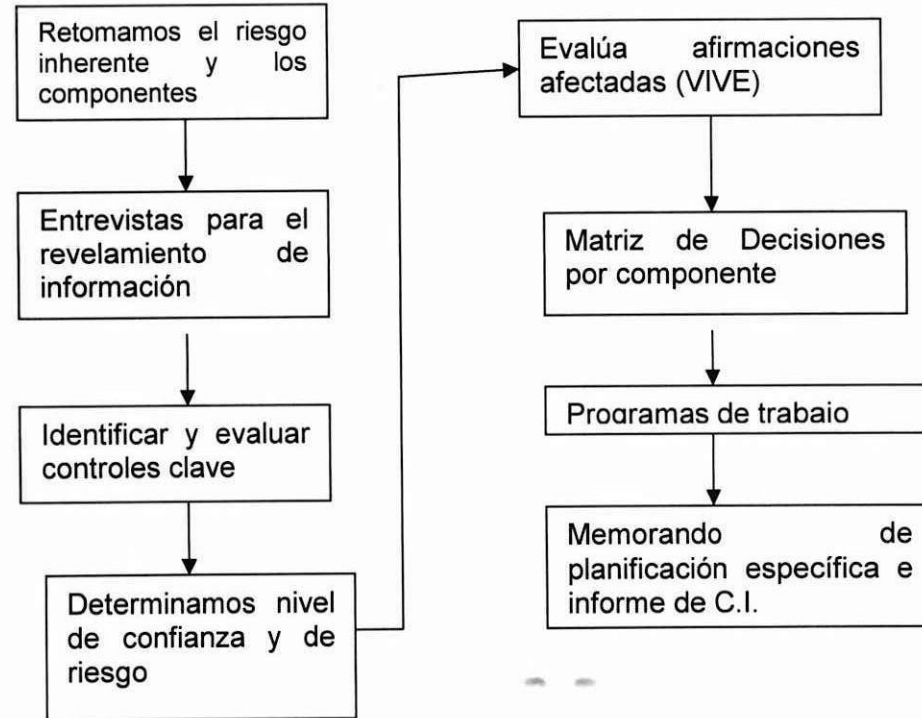 Retomamos el riesgo
inherente y los
componentes
Entrevistas para el
revelamiento de
información
Identificar y evaluar
controles clave
Determinamos nivel
de confianza y de
riesgo
Evalúa afirmaciones
afectadas (VIVE)
Matriz de Decisiones
por componente
Programas de trabajo
Memorando de
planificación específica e
informe de C.I.